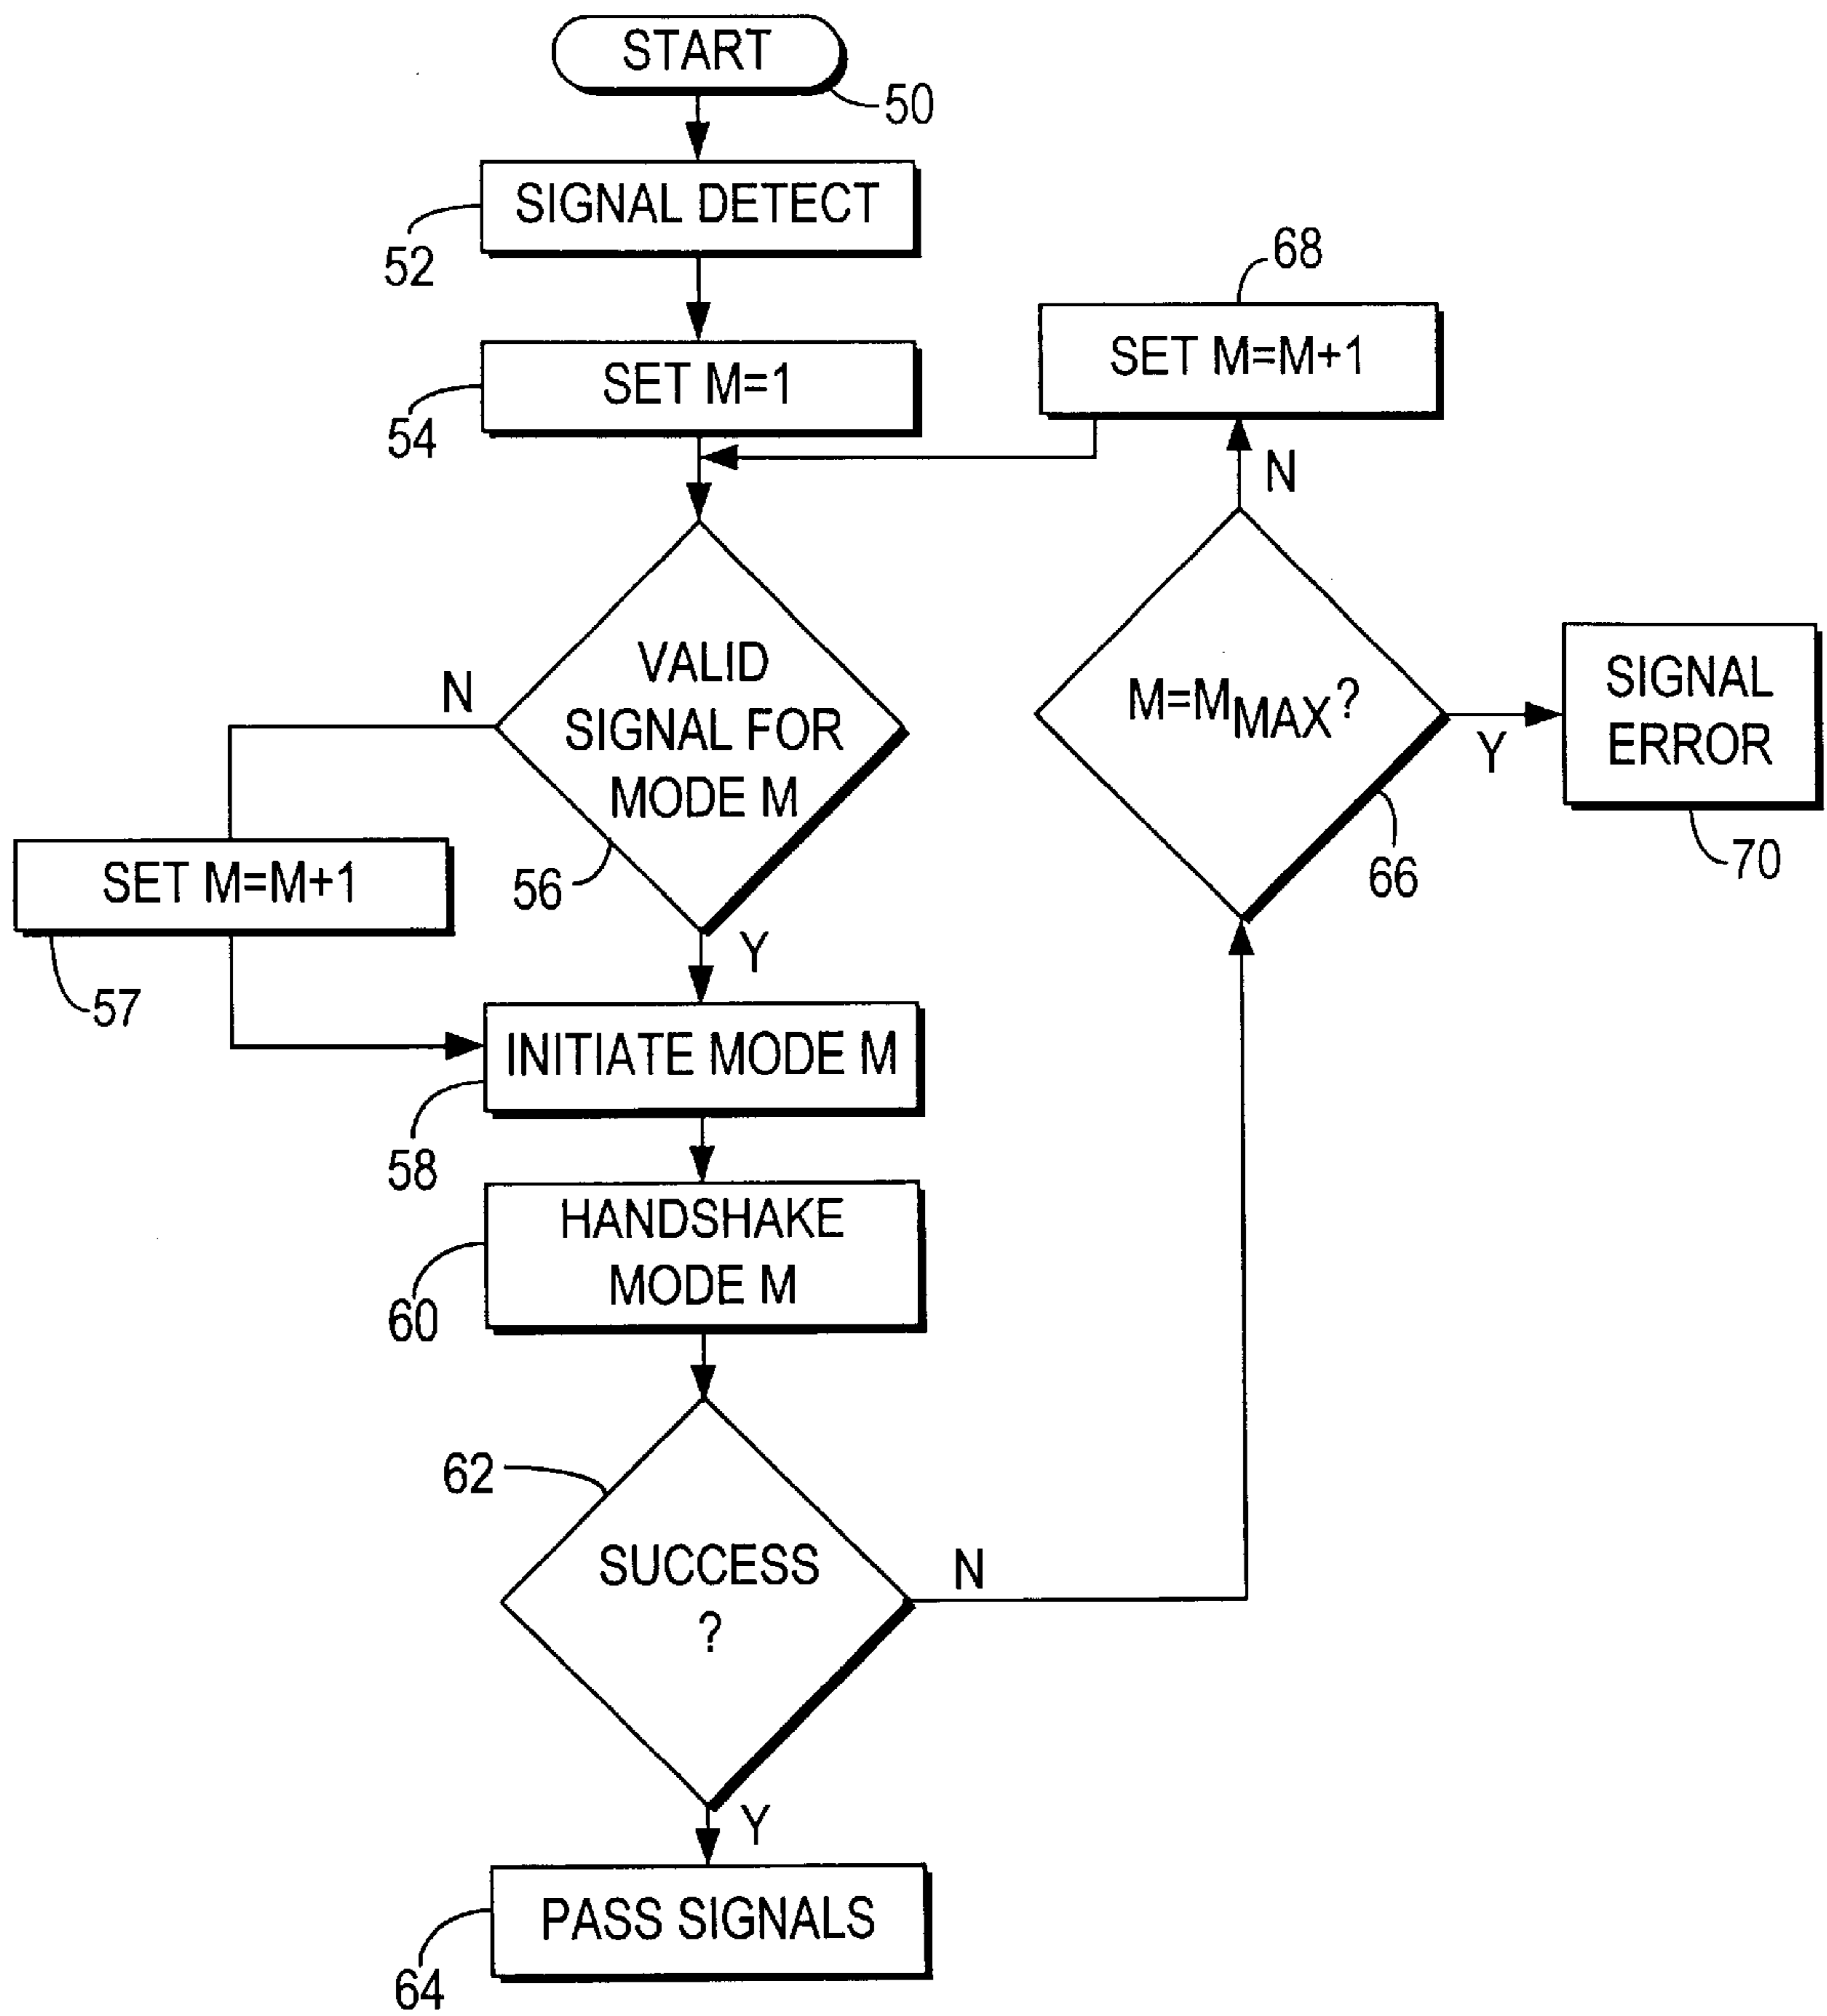 START
50
SIGNAL DETECT
52
68
SET M=M+1
SET M=1
54
N
VALID
SIGNAL FOR
MODE M
N
56
M=MMAX?
Y
66
SIGNAL
ERROR
70
SET M=M+1
57
Y
INITIATE MODE M
58
HANDSHAKE
MODE M
60
62
SUCCESS
?
N
Y
PASS SIGNALS
64